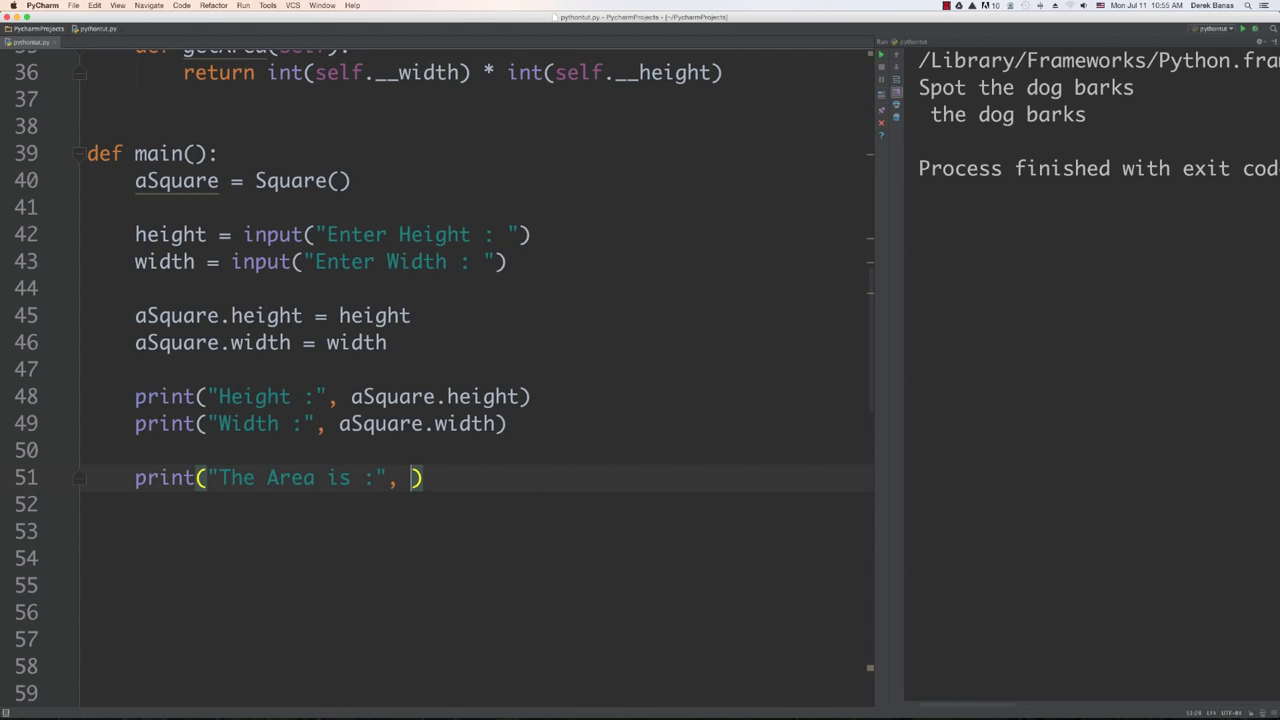 PyCharm File Edit View Navigate Code Refactor Run Tools VCS Window Help 10 Mon Jul 11 10:55 AM Derek Banas
pythontut.py - PycharmProjects - [~/PycharmProjects]
PycharmProjects pythontut.py pythontut
pythontut.py Run pythontut
35 def getArea(self):
36 return int(self.__width) * int(self.__height)
37
38
39 def main():
40 aSquare = Square()
41
42 height = input("Enter Height : ")
43 width = input("Enter Width : ")
44
45 aSquare.height = height
46 aSquare.width = width
47
48 print("Height :", aSquare.height)
49 print("Width :", aSquare.width)
50
51 print("The Area is :", )
52
53
54
55
56
57
58
59
/Library/Frameworks/Python.fra
Spot the dog barks
the dog barks
Process finished with exit cod
51:28 LF÷ UTF-8÷